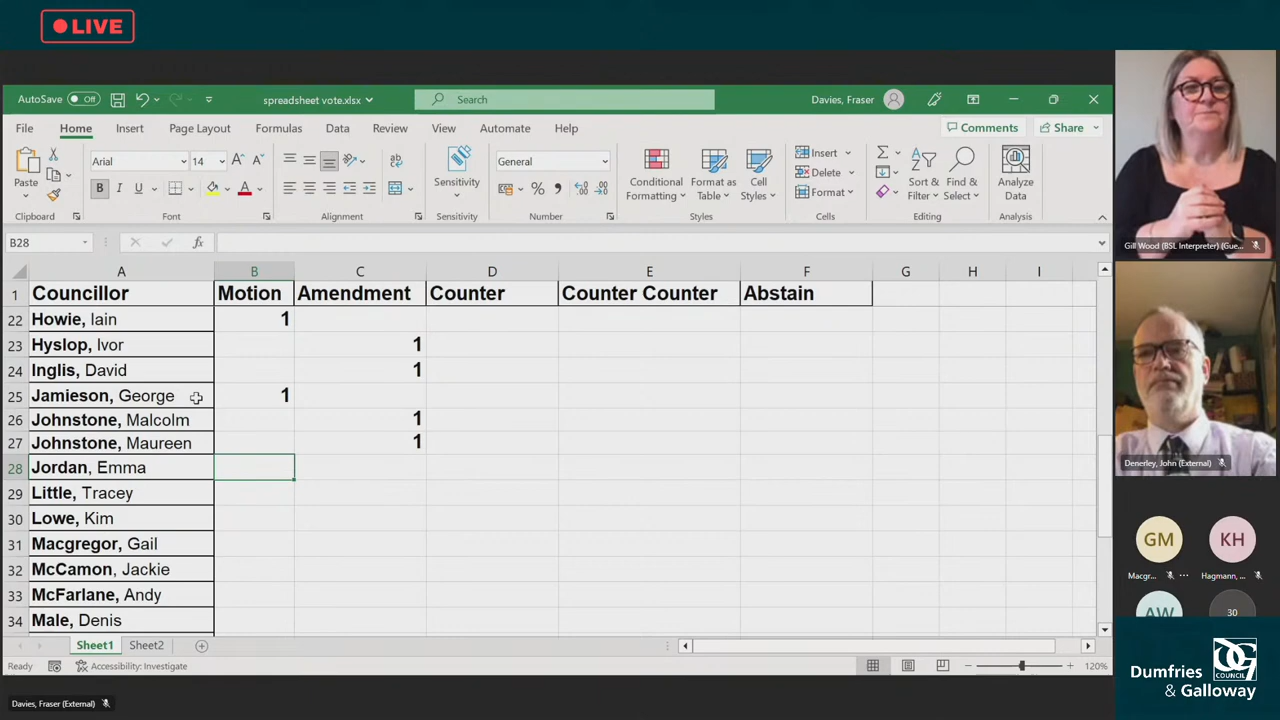 LIVE
AutoSave Off spreadsheet vote.xlsx Search Davies, Fraser
File Home Insert Page Layout Formulas Data Review View Automate Help Comments Share
Paste Arial 14 General Sensitivity Conditional Formatting Format as Table Cell Styles Insert Delete Format Sort & Filter Find & Select Analyze Data
Clipboard Font Alignment Sensitivity Number Styles Cells Editing Analysis
B28 fx
A B C D E F G H I
1 Councillor Motion Amendment Counter Counter Counter Abstain
22 Howie, Iain 1
23 Hyslop, Ivor 1
24 Inglis, David 1
25 Jamieson, George 1
26 Johnstone, Malcolm 1
27 Johnstone, Maureen 1
28 Jordan, Emma
29 Little, Tracey
30 Lowe, Kim
31 Macgregor, Gail
32 McCamon, Jackie
33 McFarlane, Andy
34 Male, Denis
Sheet1 Sheet2
Ready Accessibility: Investigate 120%
Davies, Fraser (External)
Gill Wood (BSL Interpreter) (Gue...
Denerley, John (External)
GM KH
Macgr... Hagmann, ...
AW 30
Dumfries
& Galloway
COUNCIL